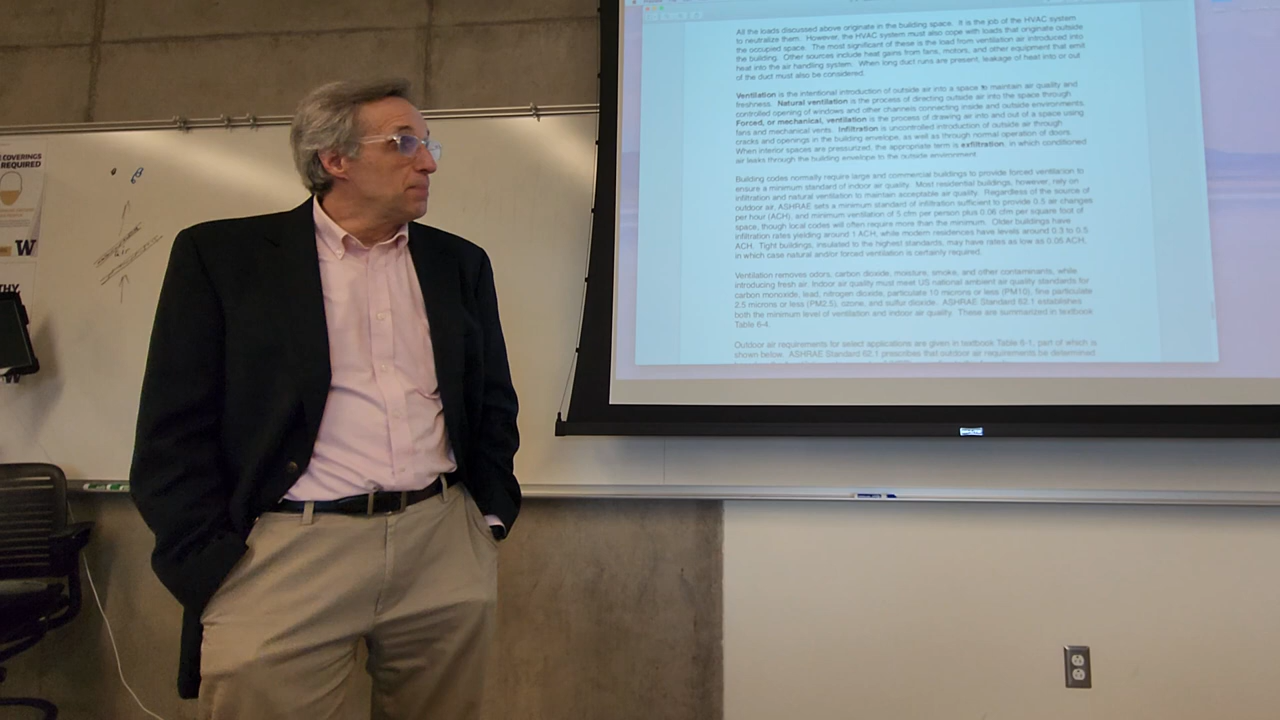 COVERINGS
REQUIRED
W
THY
All the loads discussed above originate in the building space. It is the job of the HVAC system
to neutralize them. However, the HVAC system must also cope with loads that originate outside
the occupied space. The most significant of these is the load from ventilation air introduced into
the building. Other sources include heat gains from fans, motors, and other equipment that emit
heat into the air handling system. When long duct runs are present, leakage of heat into or out
of the duct must also be considered.
Ventilation is the intentional introduction of outside air into a space to maintain air quality and
freshness. Natural ventilation is the process of directing outside air into the space through
controlled opening of windows and other channels connecting inside and outside environments.
Forced, or mechanical, ventilation is the process of drawing air into and out of a space using
fans and mechanical vents. Infiltration is uncontrolled introduction of outside air through
cracks and openings in the building envelope, as well as through normal operation of doors.
When interior spaces are pressurized, the appropriate term is exfiltration, in which conditioned
air leaks through the building envelope to the outside environment.
Building codes normally require large and commercial buildings to provide forced ventilation to
ensure a minimum standard of indoor air quality. Most residential buildings, however, rely on
infiltration and natural ventilation to maintain acceptable air quality. Regardless of the source of
outdoor air, ASHRAE sets a minimum standard of infiltration sufficient to provide 0.5 air changes
per hour (ACH), and minimum ventilation of 5 cfm per person plus 0.06 cfm per square foot of
space, though local codes will often require more than the minimum. Older buildings have
infiltration rates yielding around 1 ACH, while modern residences have levels around 0.3 to 0.5
ACH. Tight buildings, insulated to the highest standards, may have rates as low as 0.05 ACH,
in which case natural and/or forced ventilation is certainly required.
Ventilation removes odors, carbon dioxide, moisture, smoke, and other contaminants, while
introducing fresh air. Indoor air quality must meet US national ambient air quality standards for
carbon monoxide, lead, nitrogen dioxide, particulate 10 microns or less (PM10), fine particulate
2.5 microns or less (PM2.5), ozone, and sulfur dioxide. ASHRAE Standard 62.1 establishes
both the minimum level of ventilation and indoor air quality. These are summarized in textbook
Table 6-4.
Outdoor air requirements for select applications are given in textbook Table 6-1, part of which is
shown below. ASHRAE Standard 62.1 prescribes that outdoor air requirements be determined